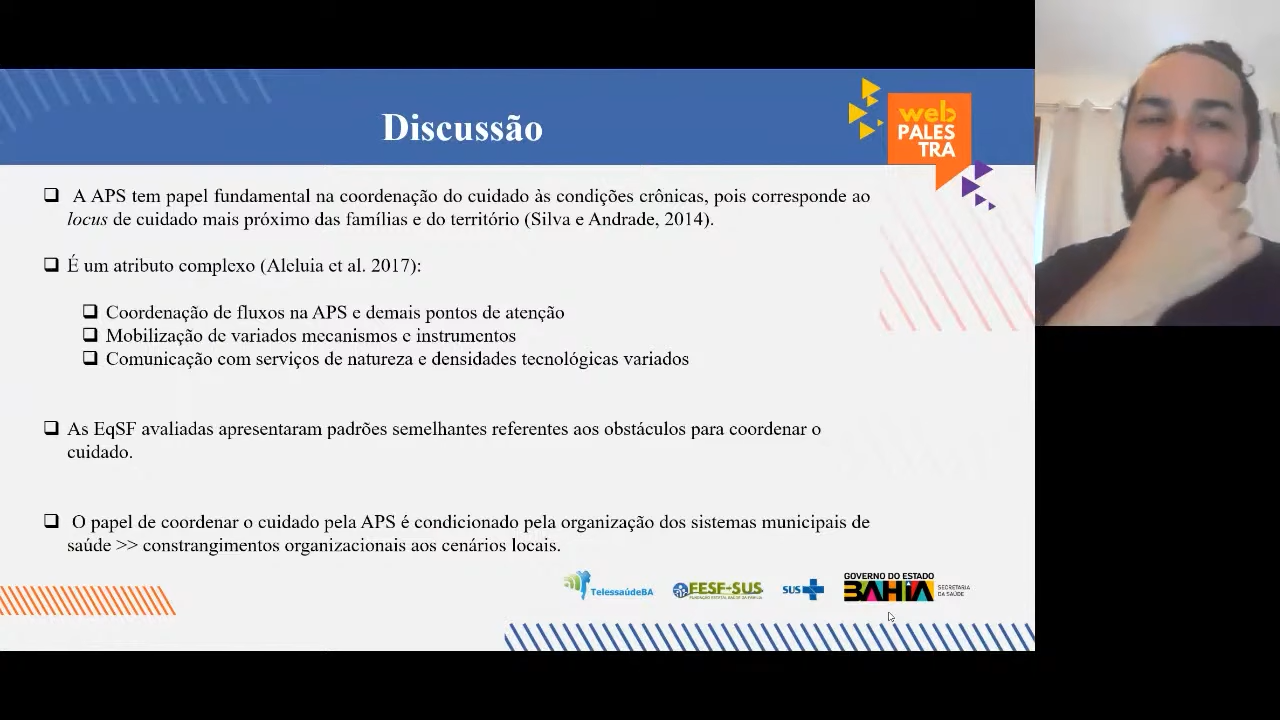 Discussão
web
PALES
TRA
A APS tem papel fundamental na coordenação do cuidado às condições crônicas, pois corresponde ao
locus de cuidado mais próximo das famílias e do território (Silva e Andrade, 2014).
É um atributo complexo (Aleluia et al. 2017):
Coordenação de fluxos na APS e demais pontos de atenção
Mobilização de variados mecanismos e instrumentos
Comunicação com serviços de natureza e densidades tecnológicas variados
As EqSF avaliadas apresentaram padrões semelhantes referentes aos obstáculos para coordenar o
cuidado.
O papel de coordenar o cuidado pela APS é condicionado pela organização dos sistemas municipais de
saúde >> constrangimentos organizacionais aos cenários locais.
TelessaúdeBA
FESF-SUS
SUS
GOVERNO DO ESTADO
BAHIA
SECRETARIA
DA SAÚDE